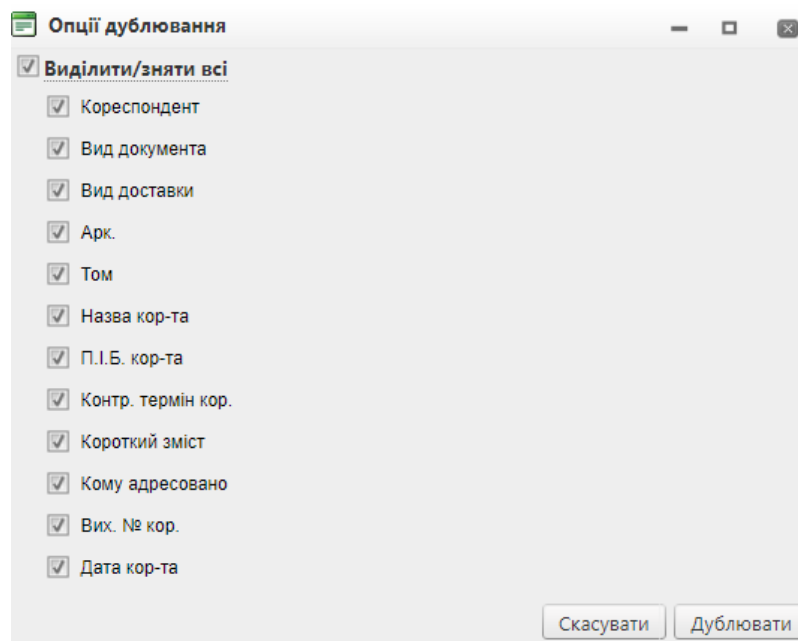 Опції дублювання
Виділити/зняти всі
Кореспондент
Вид документа
Вид доставки
Арк.
Том
Назва кор-та
П.І.Б. кор-та
Контр. термін кор.
Короткий зміст
Кому адресовано
Вих. № кор.
Дата кор-та
Скасувати Дублювати